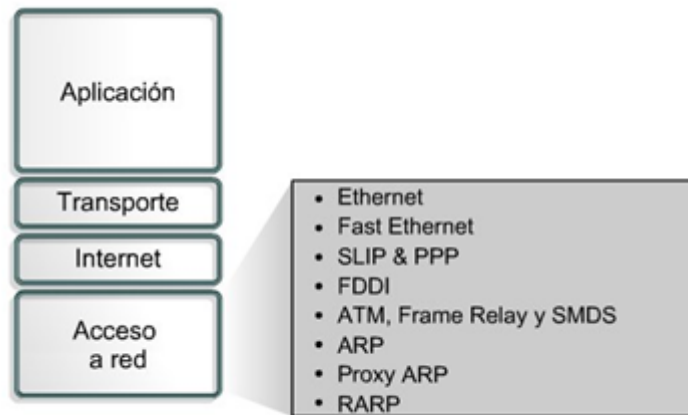 Aplicación
Transporte
Internet
Acceso
a red
• Ethernet
• Fast Ethernet
• SLIP & PPP
• FDDI
• ATM, Frame Relay y SMDS
• ARP
• Proxy ARP
• RARP